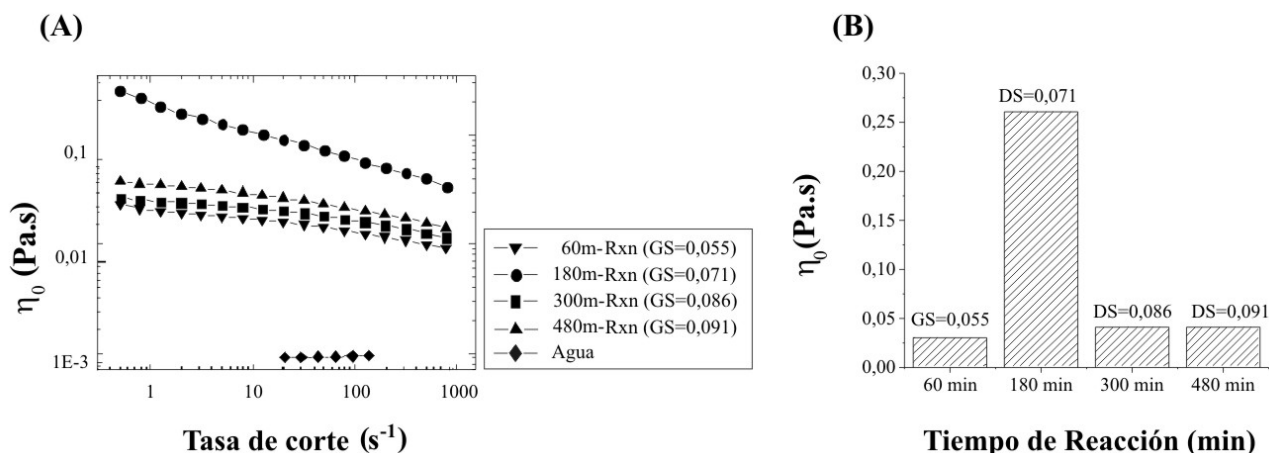 (A)
η₀ (Pa.s)
0,1
0,01
1E-3
1
10
100
1000
Tasa de corte (s⁻¹)
60m-Rxn (GS=0,055)
180m-Rxn (GS=0,071)
300m-Rxn (GS=0,086)
480m-Rxn (GS=0,091)
Agua
(B)
η₀(Pa.s)
0,30
0,25
0,20
0,15
0,10
0,05
0,00
GS=0,055
DS=0,071
DS=0,086
DS=0,091
60 min
180 min
300 min
480 min
Tiempo de Reacción (min)